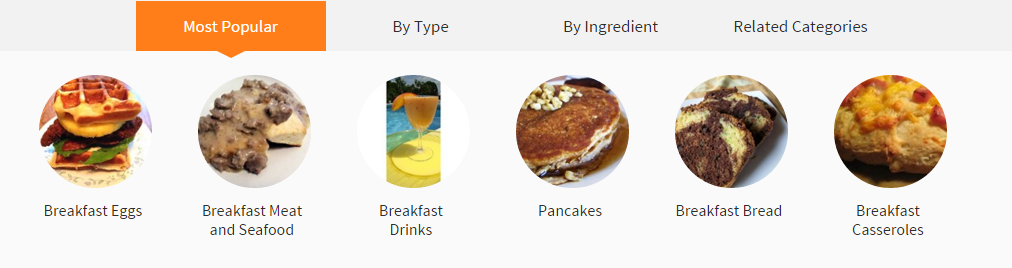 Most Popular
By Type
By Ingredient
Related Categories
Breakfast Eggs
Breakfast Meat
and Seafood
Breakfast
Drinks
Pancakes
Breakfast Bread
Breakfast
Casseroles